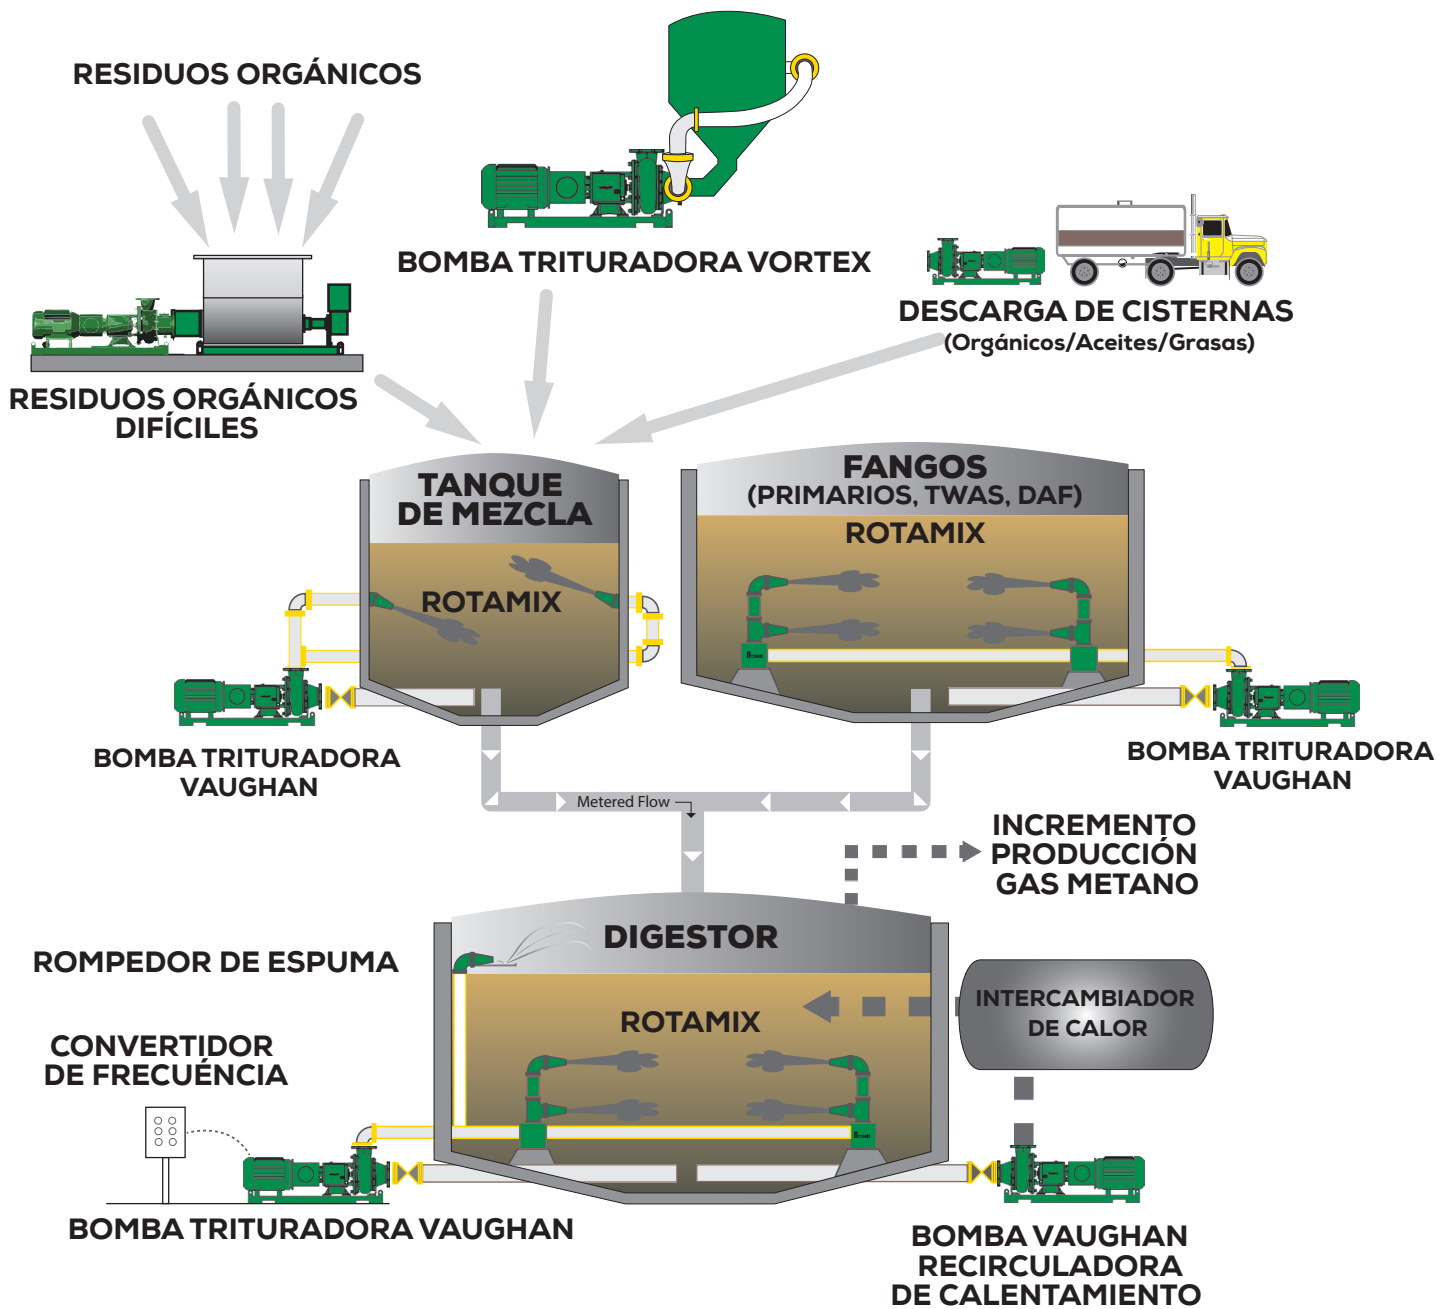 RESIDUOS ORGÁNICOS
BOMBA TRITURADORA VORTEX
DESCARGA DE CISTERNAS
(Orgánicos/Aceites/Grasas)
RESIDUOS ORGÁNICOS
DIFÍCILES
TANQUE
DE MEZCLA
ROTAMIX
FANGOS
(PRIMARIOS, TWAS, DAF)
ROTAMIX
BOMBA TRITURADORA
VAUGHAN
BOMBA TRITURADORA
VAUGHAN
Metered Flow
INCREMENTO
PRODUCCIÓN
GAS METANO
DIGESTOR
ROMPEDOR DE ESPUMA
ROTAMIX
INTERCAMBIADOR
DE CALOR
CONVERTIDOR
DE FRECUÉNCIA
BOMBA TRITURADORA VAUGHAN
BOMBA VAUGHAN
RECIRCULADORA
DE CALENTAMIENTO